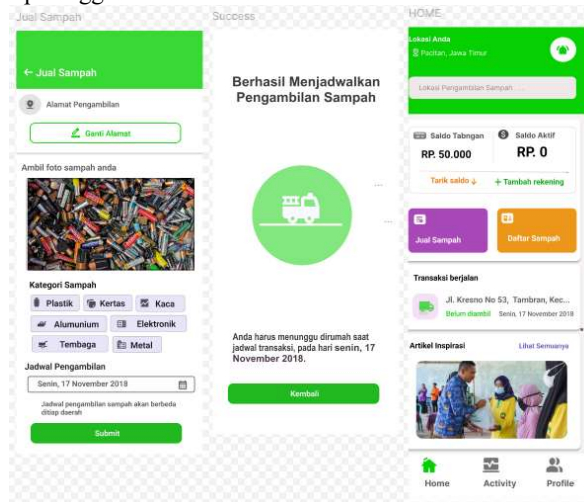 Jual Sampah
← Jual Sampah
Alamat Pengambilan
Ganti Alamat
Ambil foto sampah anda
Kategori Sampah
Plastik
Kertas
Kaca
Alumunium
Elektronik
Tembaga
Metal
Jadwal Pengambilan
Senin, 17 November 2018
Jadwal pengambilan sampah akan berbeda
ditiap daerah
Submit
Success
Berhasil Menjadwalkan
Pengambilan Sampah
Anda harus menunggu dirumah saat
jadwal transaksi, pada hari senin, 17
November 2018.
Kembali
HOME
Lokasi Anda
Pacitan, Jawa Timur
Lokasi Pengambilan Sampah . . .
Saldo Tabngan
RP. 50.000
Saldo Aktif
RP. 0
Tarik saldo ↓
+ Tambah rekening
Jual Sampah
Daftar Sampah
Transaksi berjalan
Jl. Kresno No 53, Tambran, Kec...
Belum diambil
Senin, 17 November 2018
Artikel Inspirasi
Lihat Semuanya
Home
Activity
Profile